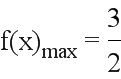 f(x)max = 3/2